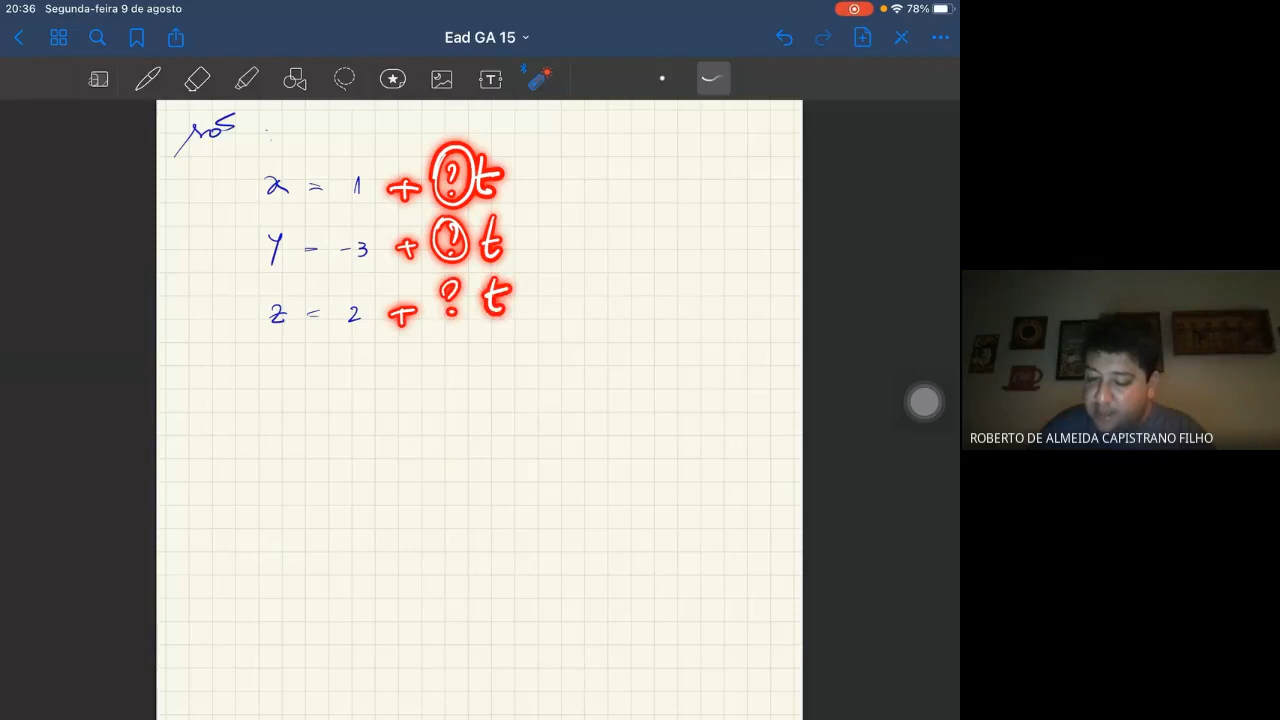 20:36 Segunda-feira 9 de agosto
78%
Ead GA 15
T
x = 1 + ? t
y = -3 + ? t
z = 2 + ? t
ROBERTO DE ALMEIDA CAPISTRANO FILHO